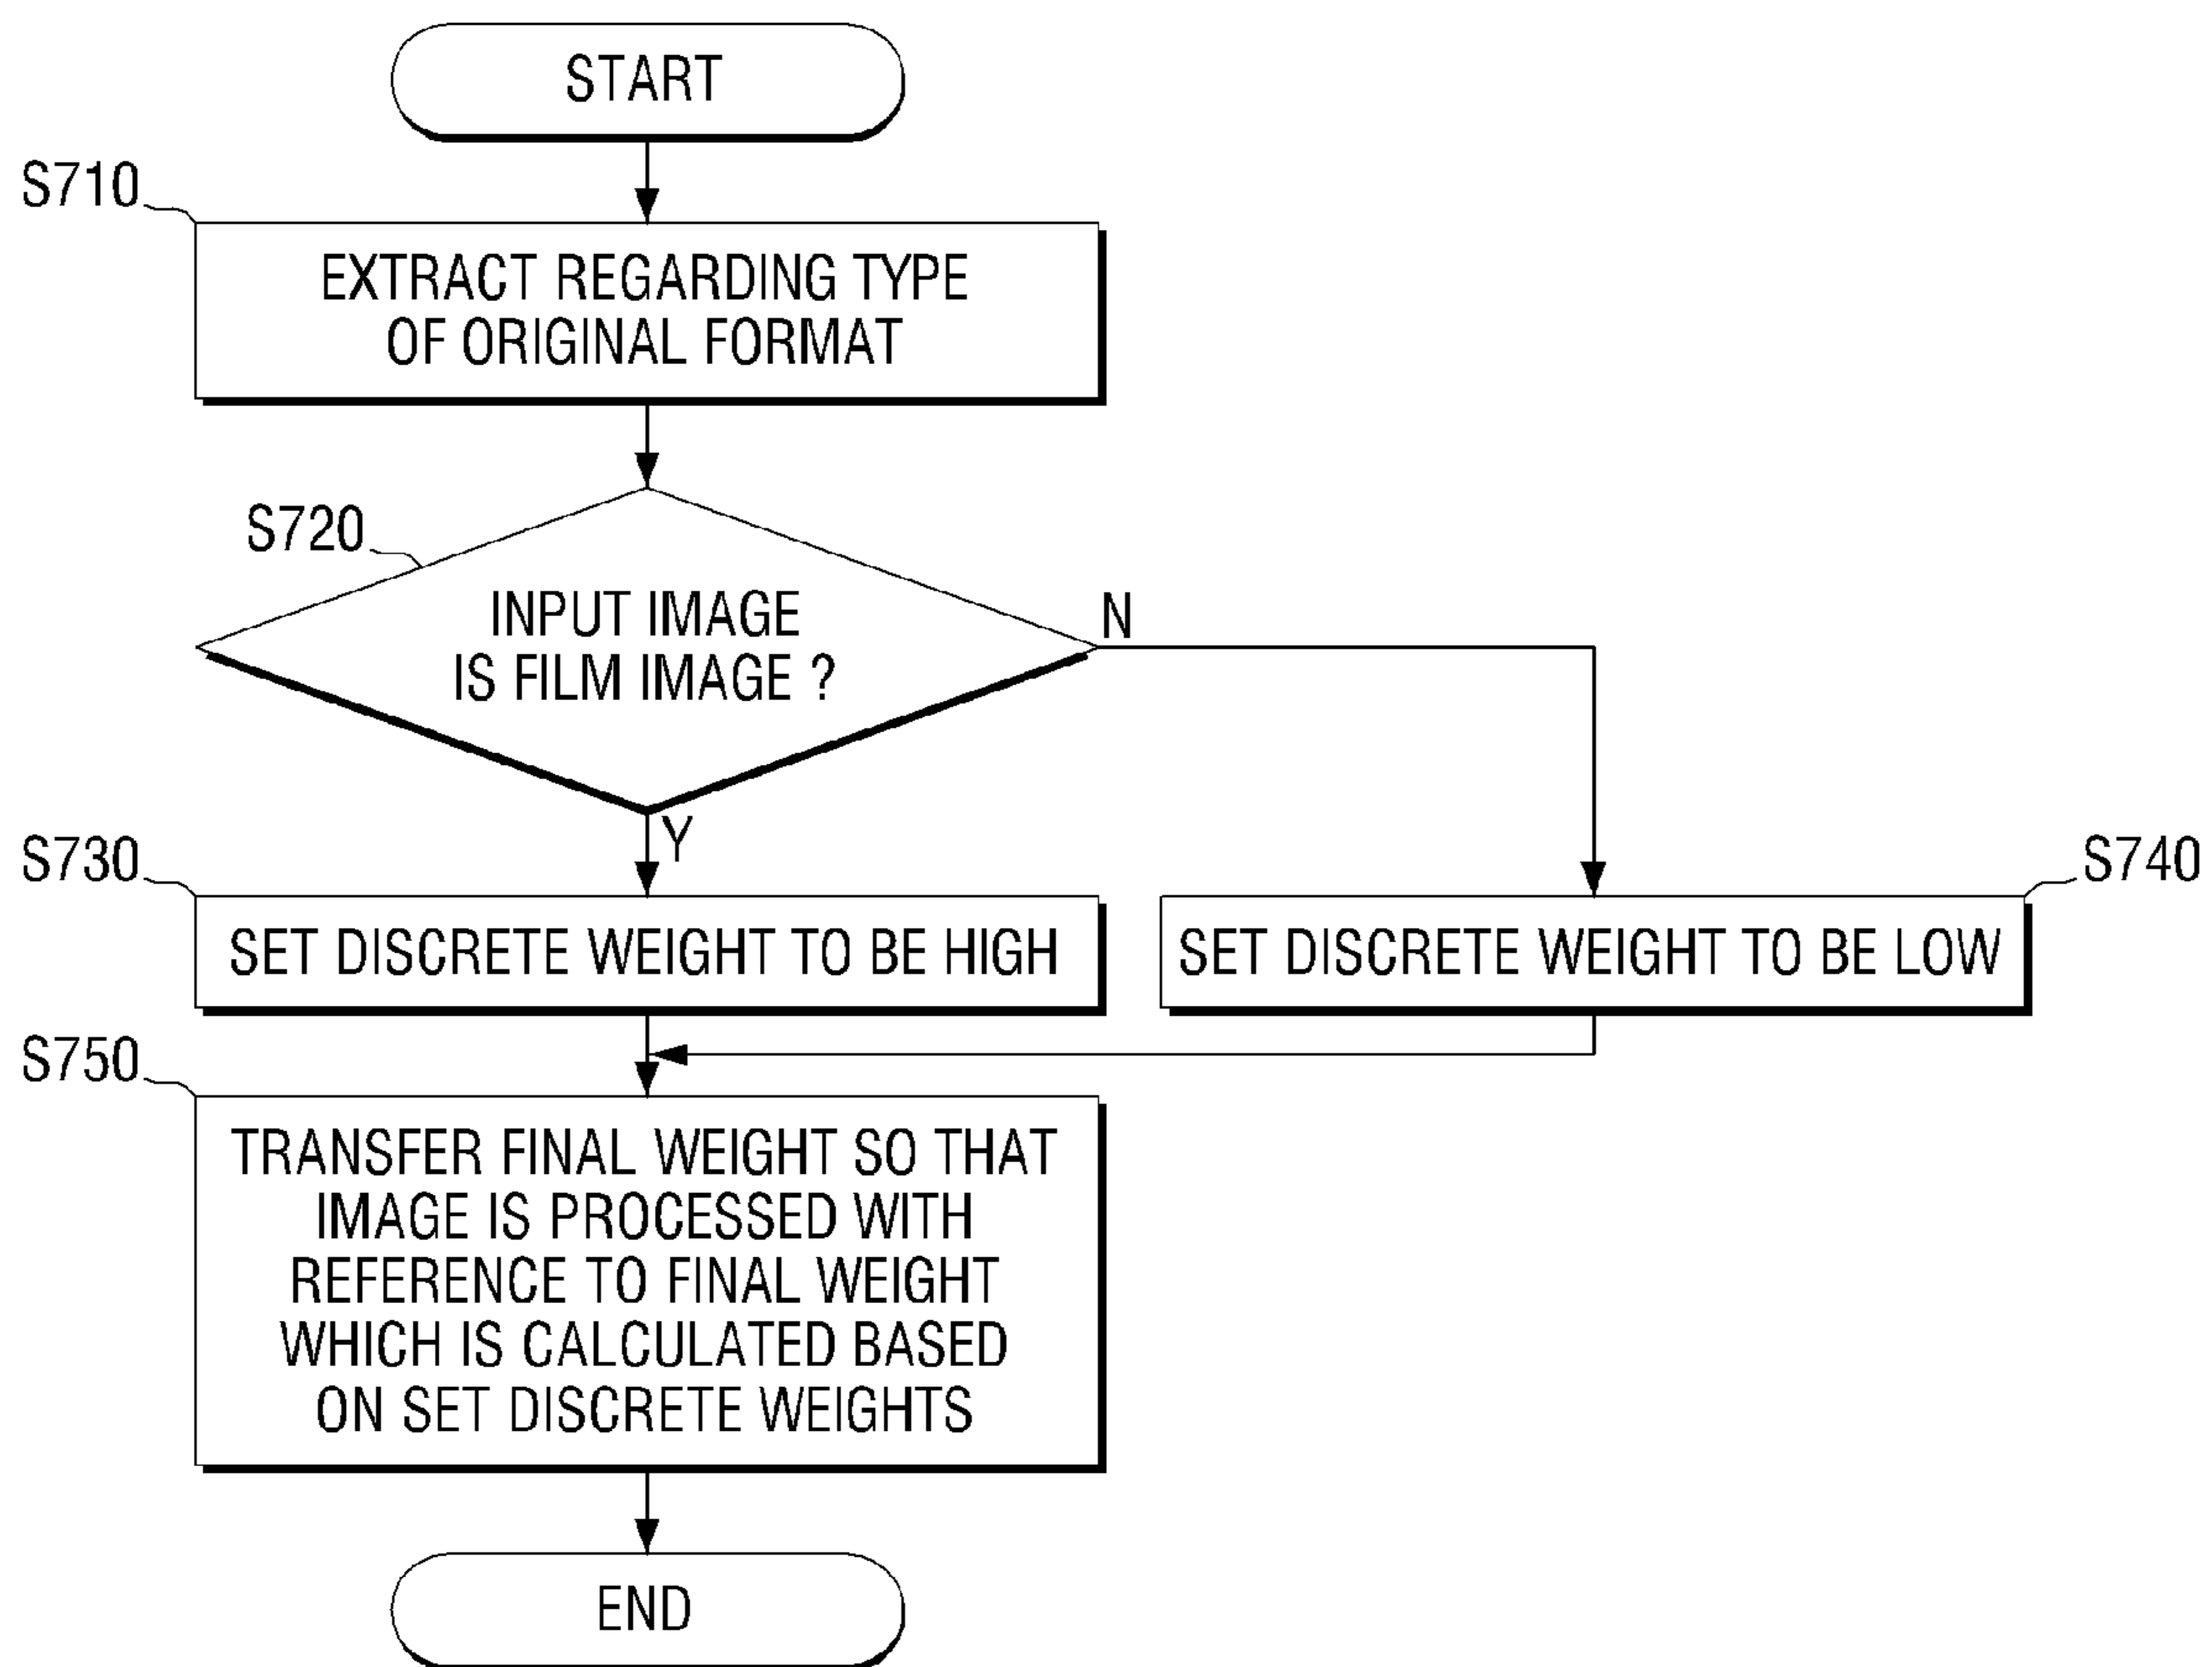 START
S710
EXTRACT REGARDING TYPE
OF ORIGINAL FORMAT
S720
INPUT IMAGE
IS FILM IMAGE ?
N
Y
S730
SET DISCRETE WEIGHT TO BE HIGH
S740
SET DISCRETE WEIGHT TO BE LOW
S750
TRANSFER FINAL WEIGHT SO THAT
IMAGE IS PROCESSED WITH
REFERENCE TO FINAL WEIGHT
WHICH IS CALCULATED BASED
ON SET DISCRETE WEIGHTS
END